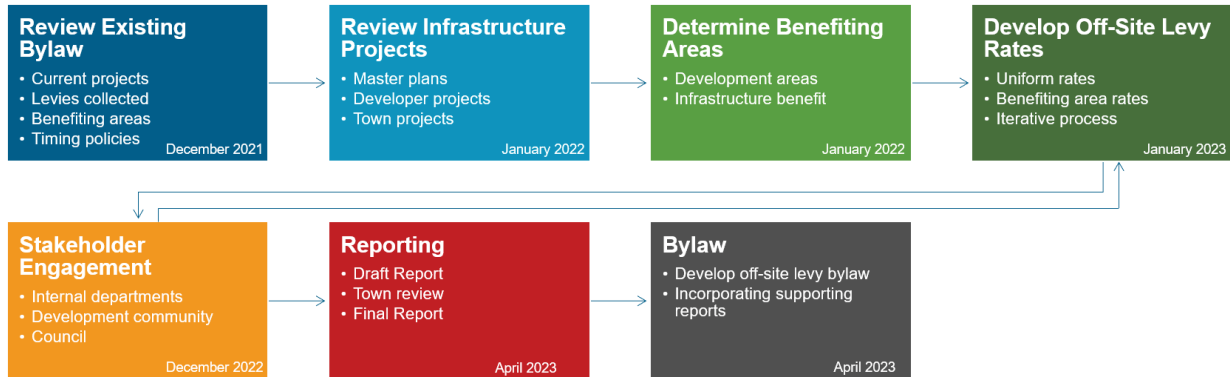 Review Existing
Bylaw
• Current projects
• Levies collected
• Benefiting areas
• Timing policies
December 2021
Review Infrastructure
Projects
• Master plans
• Developer projects
• Town projects
January 2022
Determine Benefiting
Areas
• Development areas
• Infrastructure benefit
January 2022
Develop Off-Site Levy
Rates
• Uniform rates
• Benefiting area rates
• Iterative process
January 2023
Stakeholder
Engagement
• Internal departments
• Development community
• Council
December 2022
Reporting
• Draft Report
• Town review
• Final Report
April 2023
Bylaw
• Develop off-site levy bylaw
• Incorporating supporting
reports
April 2023